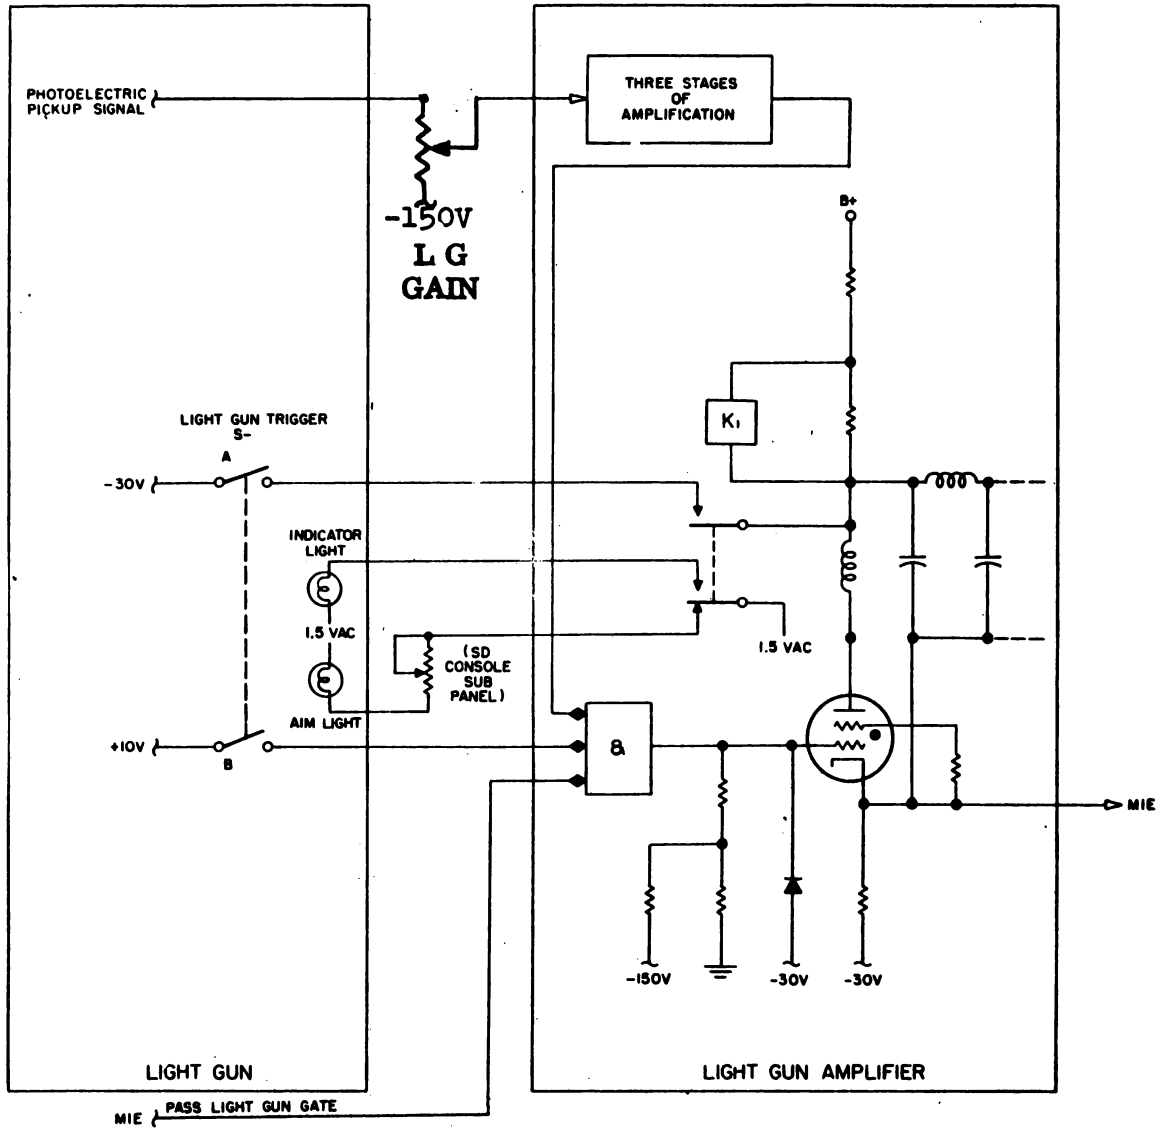 PHOTOELECTRIC
PICKUP SIGNAL
THREE STAGES
OF
AMPLIFICATION
-150V
L G
GAIN
B+
K1
LIGHT GUN TRIGGER
S-
A
-30V
INDICATOR
LIGHT
1.5 VAC
1.5 VAC
(SD
CONSOLE
SUB
PANEL)
AIM LIGHT
+10V
B
&
MIE
-150V
-30V
-30V
LIGHT GUN
LIGHT GUN AMPLIFIER
PASS LIGHT GUN GATE
MIE